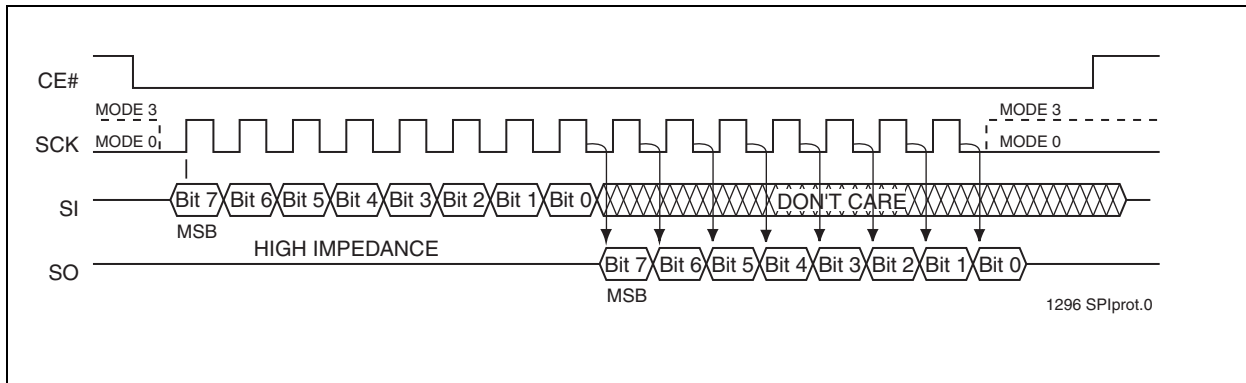 CE#
MODE 3
MODE 3
SCK
MODE 0
MODE 0
SI
Bit 7 Bit 6 Bit 5 Bit 4 Bit 3 Bit 2 Bit 1 Bit 0 DON'T CARE
MSB
HIGH IMPEDANCE
SO
Bit 7 Bit 6 Bit 5 Bit 4 Bit 3 Bit 2 Bit 1 Bit 0
MSB
1296 SPIprot.0